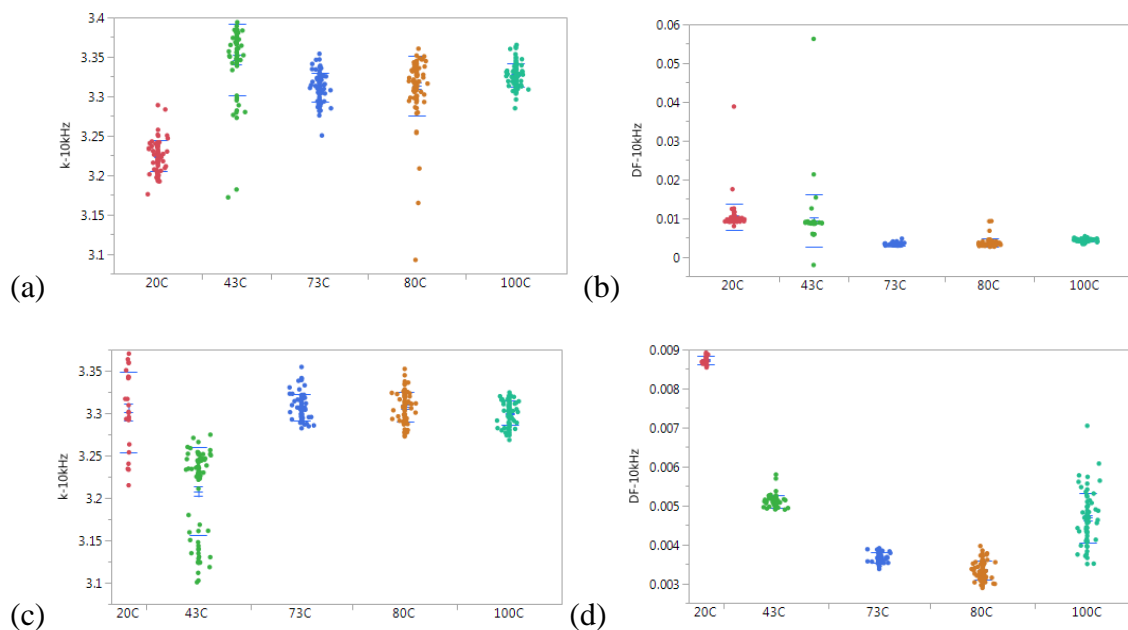 3.4
3.35
3.3
3.25
3.2
3.15
3.1
k-10kHz
20C 43C 73C 80C 100C
(a)
0.06
0.05
0.04
0.03
0.02
0.01
0
DF-10kHz
20C 43C 73C 80C 100C
(b)
3.35
3.3
3.25
3.2
3.15
3.1
k-10kHz
20C 43C 73C 80C 100C
(c)
0.009
0.008
0.007
0.006
0.005
0.004
0.003
DF-10kHz
20C 43C 73C 80C 100C
(d)